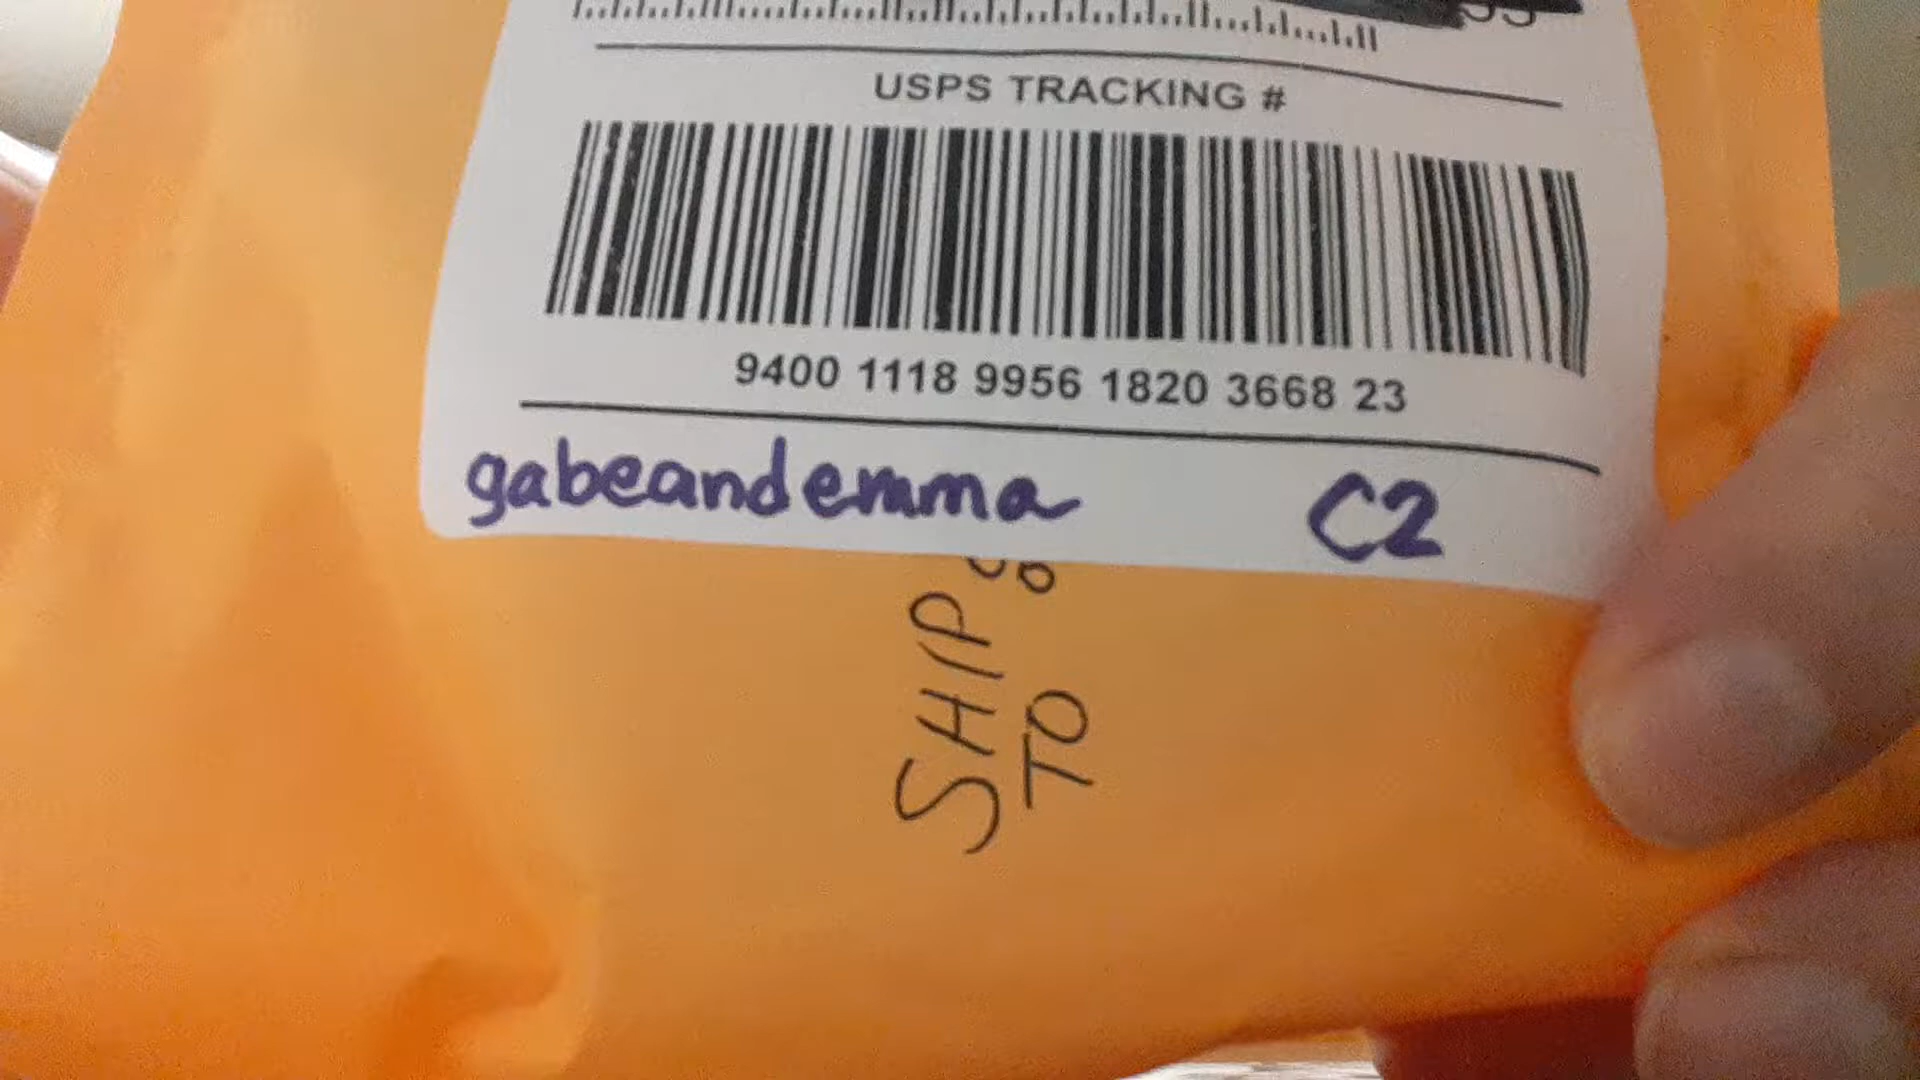 USPS TRACKING #
9400 1118 9956 1820 3668 23
gabeandemma C2
SHIP
TO